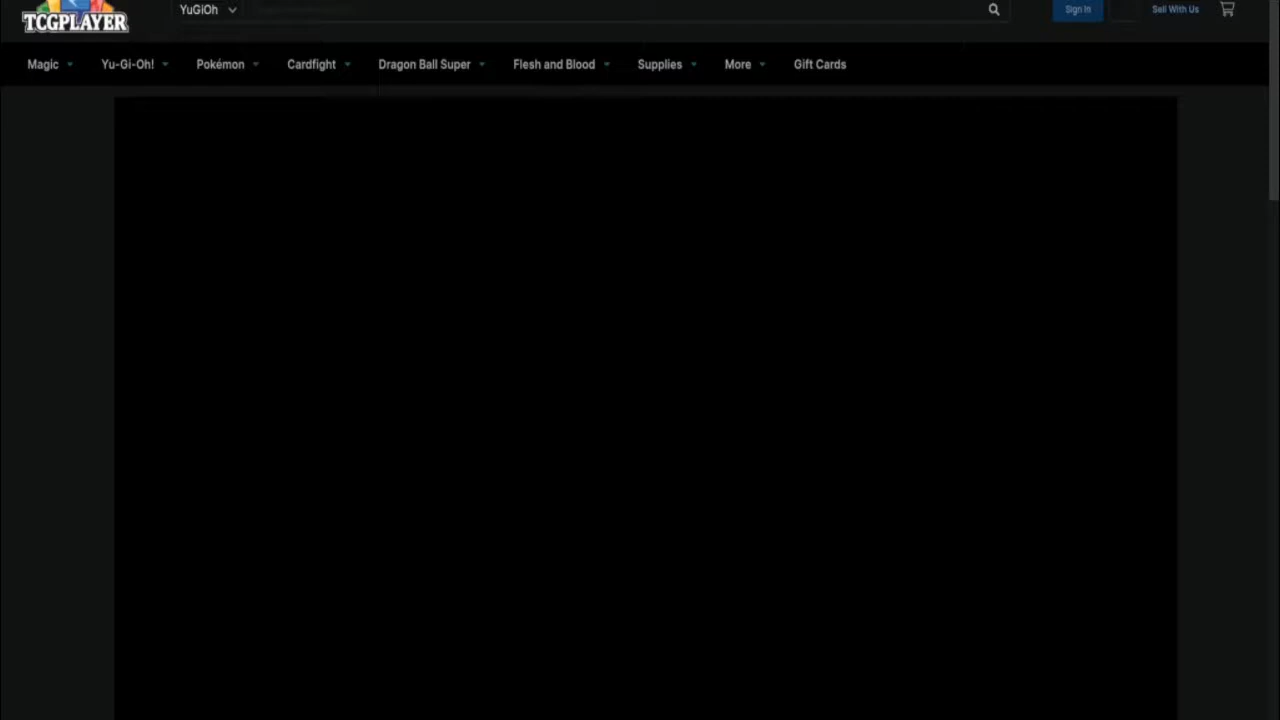 TCGPLAYER
YuGiOh
Sign In
Sell With Us
Magic
Yu-Gi-Oh!
Pokémon
Cardfight
Dragon Ball Super
Flesh and Blood
Supplies
More
Gift Cards